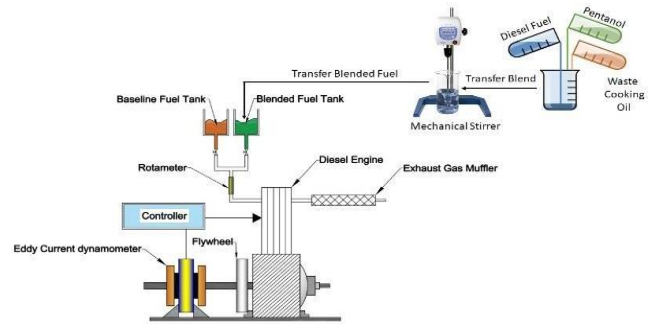 Pentanol
Diesel Fuel
Transfer Blended Fuel
Transfer Blend
Waste
Cooking
Oil
Baseline Fuel Tank
Blended Fuel Tank
Mechanical Stirrer
Rotameter
Diesel Engine
Exhaust Gas Muffler
Controller
Flywheel
Eddy Current dynamometer